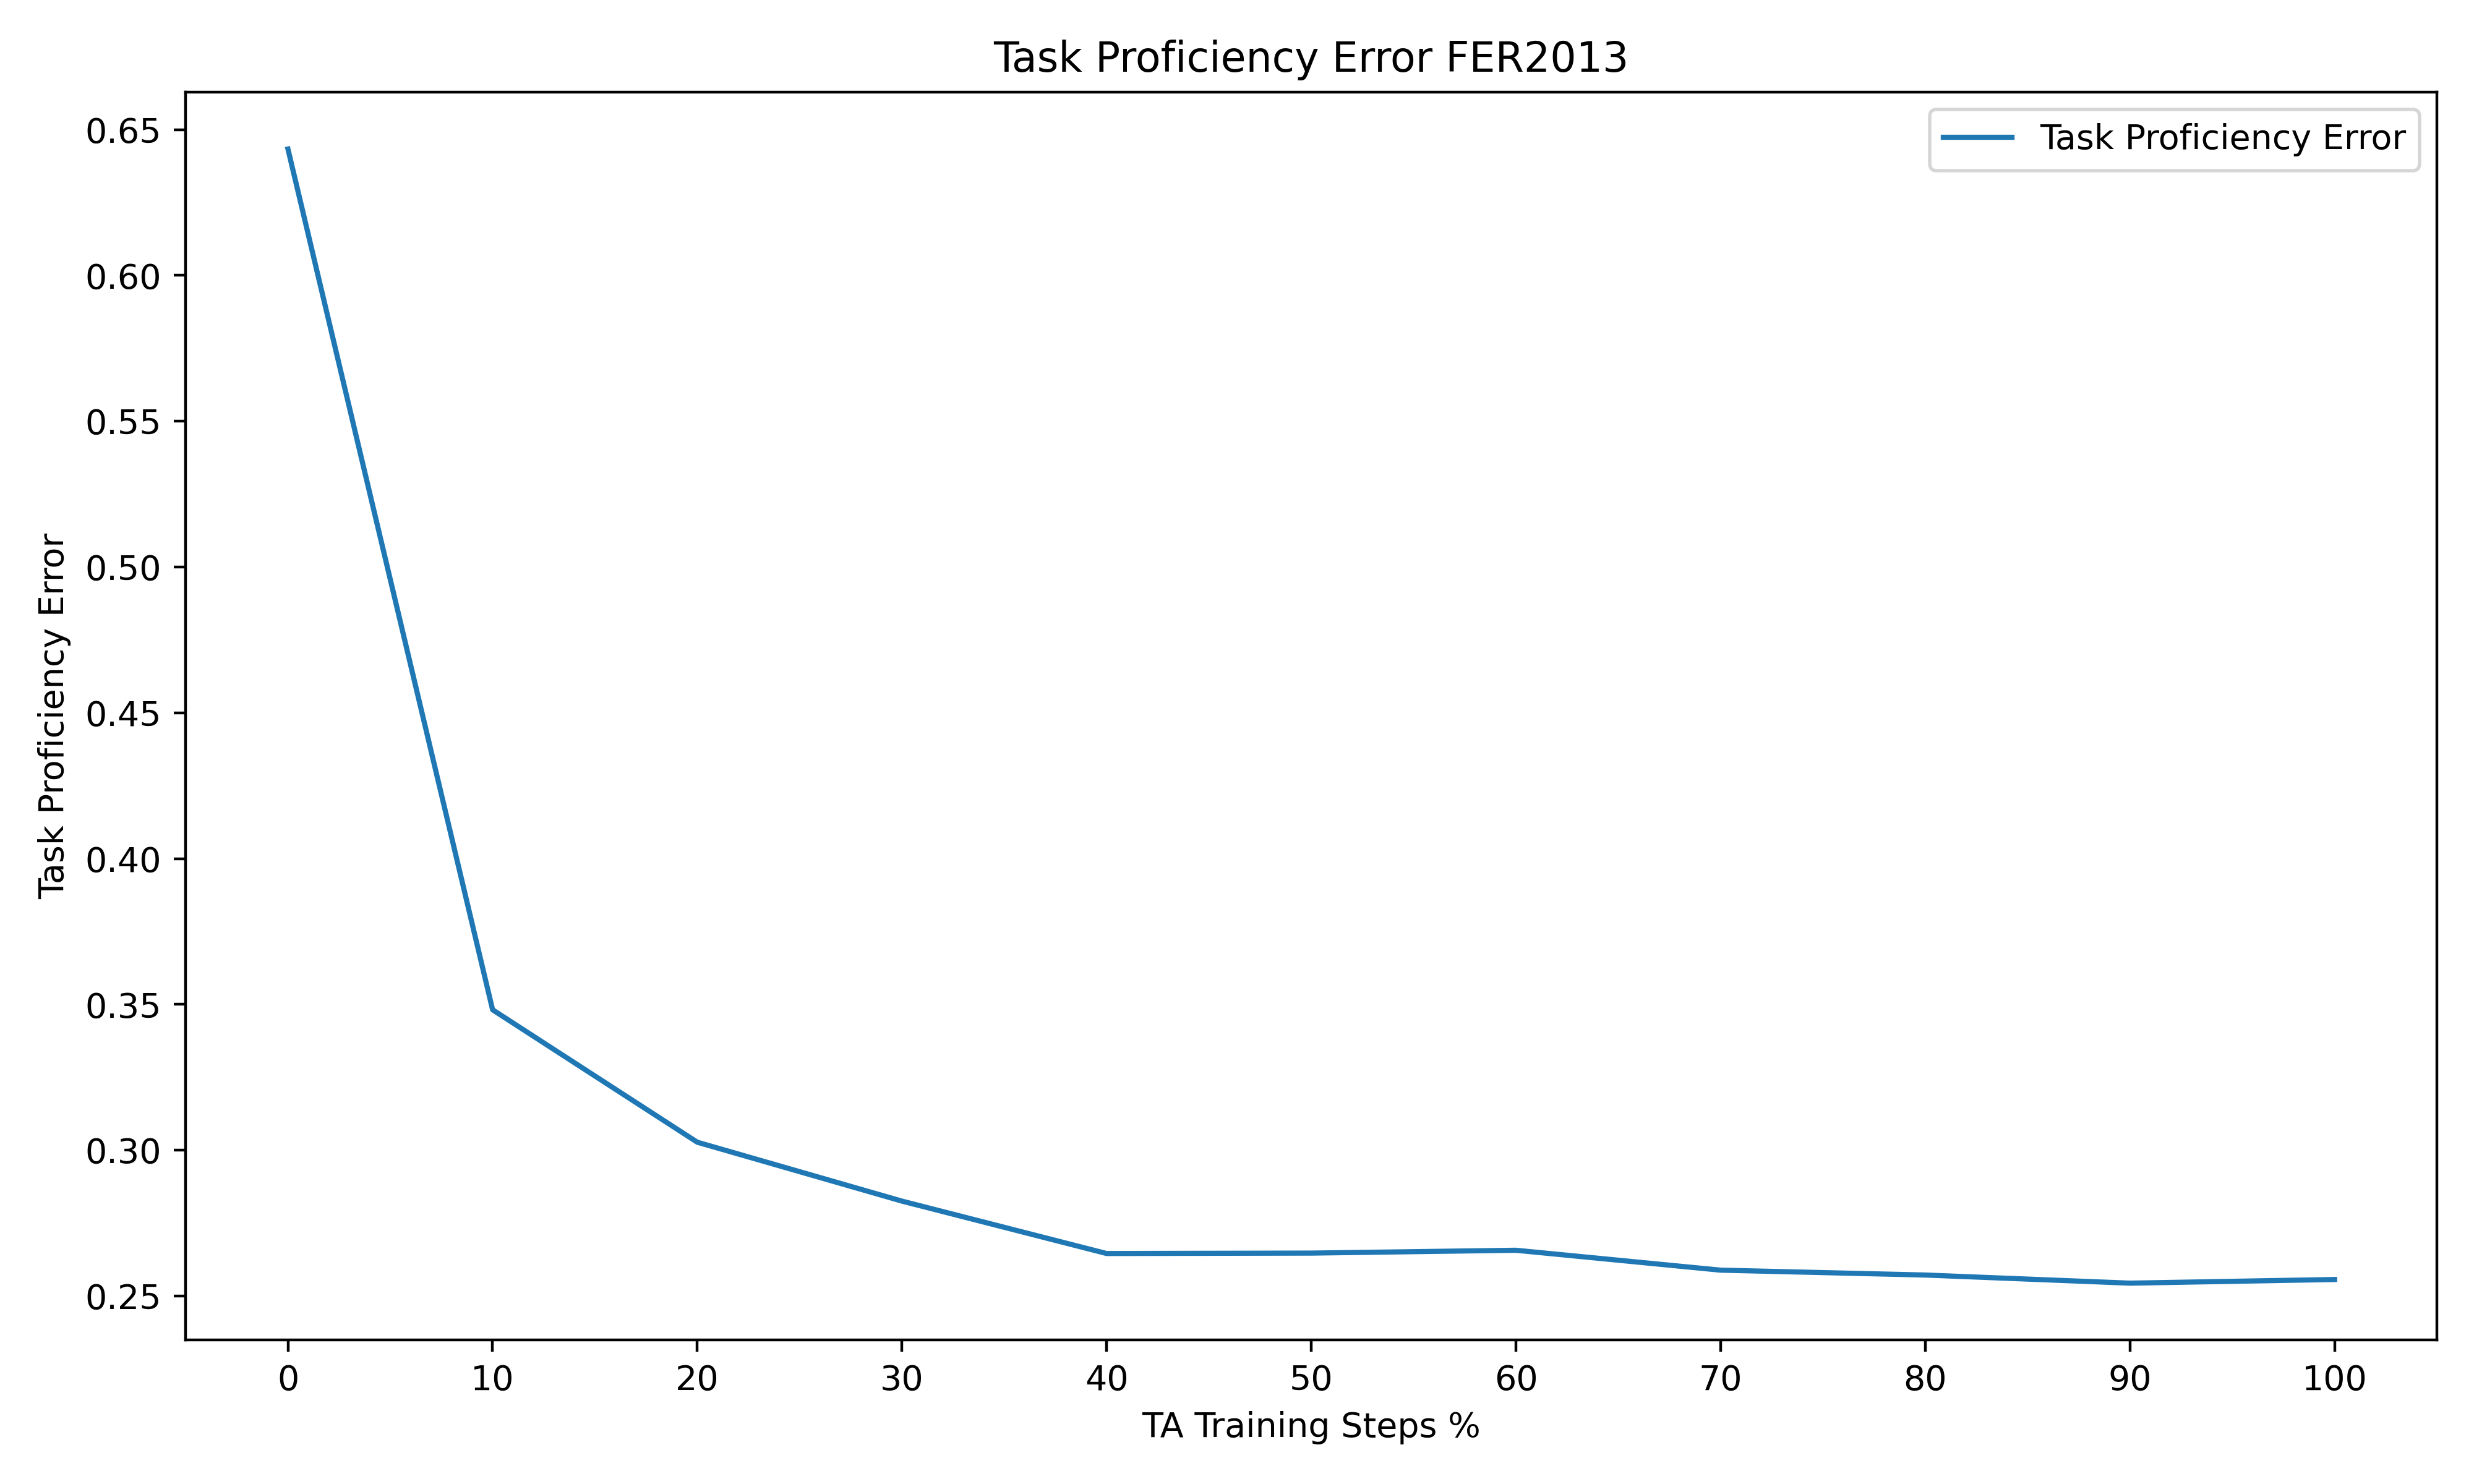 Task Proficiency Error FER2013
Task Proficiency Error
Task Proficiency Error
0.65
0.60
0.55
0.50
0.45
0.40
0.35
0.30
0.25
0 10 20 30 40 50 60 70 80 90 100
TA Training Steps %